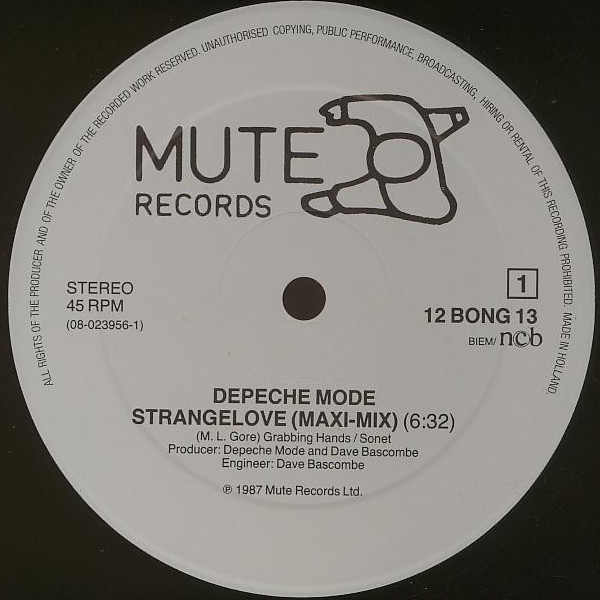 ALL RIGHTS OF THE PRODUCER AND OF THE OWNER OF THE RECORDED WORK RESERVED. UNAUTHORISED COPYING, PUBLIC PERFORMANCE, BROADCASTING, HIRING OR RENTAL OF THIS RECORDING PROHIBITED. MADE IN HOLLAND.
MUTE
RECORDS
STEREO
45 RPM
(08-023956-1)
1
12 BONG 13
BIEM/ ncb
DEPECHE MODE
STRANGELOVE (MAXI-MIX) (6:32)
(M. L. Gore) Grabbing Hands / Sonet
Producer: Depeche Mode and Dave Bascombe
Engineer: Dave Bascombe
℗ 1987 Mute Records Ltd.